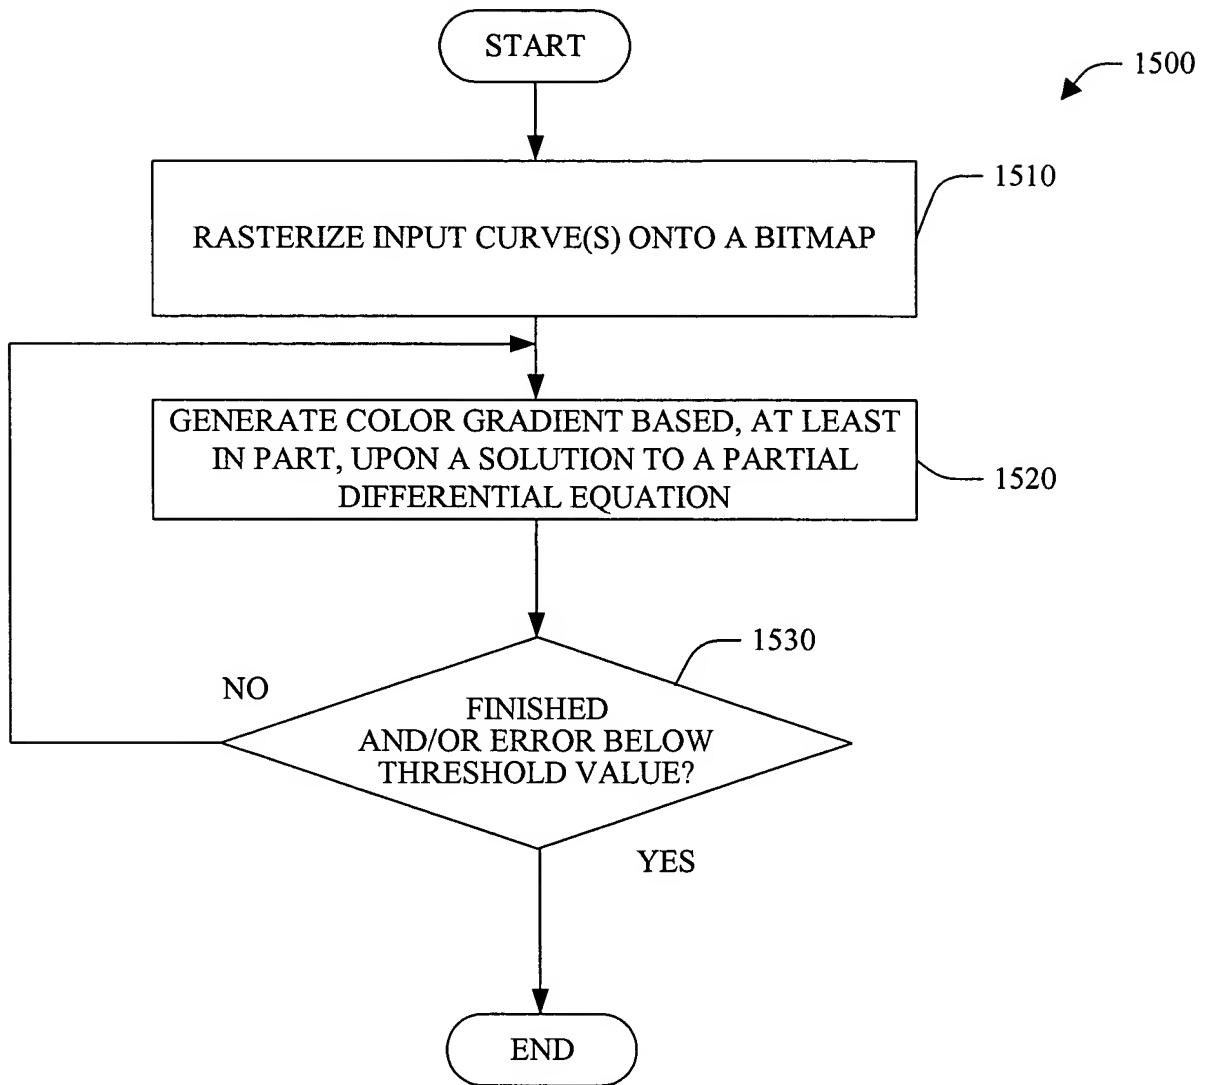 START
1500
1510
RASTERIZE INPUT CURVE(S) ONTO A BITMAP
GENERATE COLOR GRADIENT BASED, AT LEAST
IN PART, UPON A SOLUTION TO A PARTIAL
DIFFERENTIAL EQUATION
1520
1530
NO
FINISHED
AND/OR ERROR BELOW
THRESHOLD VALUE?
YES
END